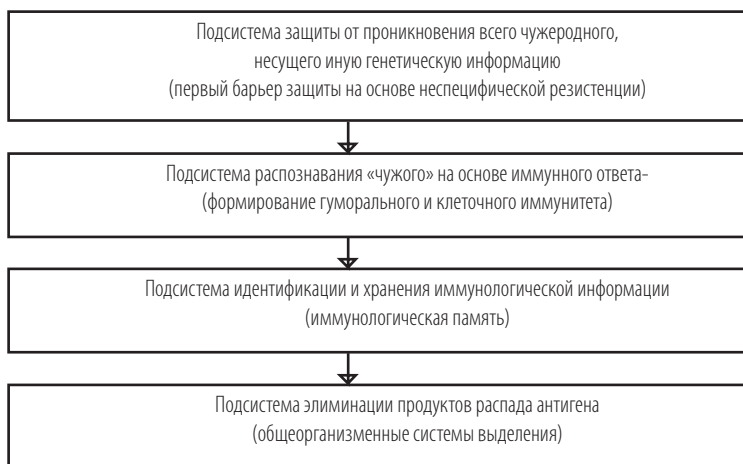 Подсистема защиты от проникновения всего чужеродного,
несущего иную генетическую информацию
(первый барьер защиты на основе неспецифической резистенции)
Подсистема распознавания «чужого» на основе иммунного ответа-
(формирование гуморального и клеточного иммунитета)
Подсистема идентификации и хранения иммунологической информации
(иммунологическая память)
Подсистема элиминации продуктов распада антигена
(общеорганизменные системы выделения)